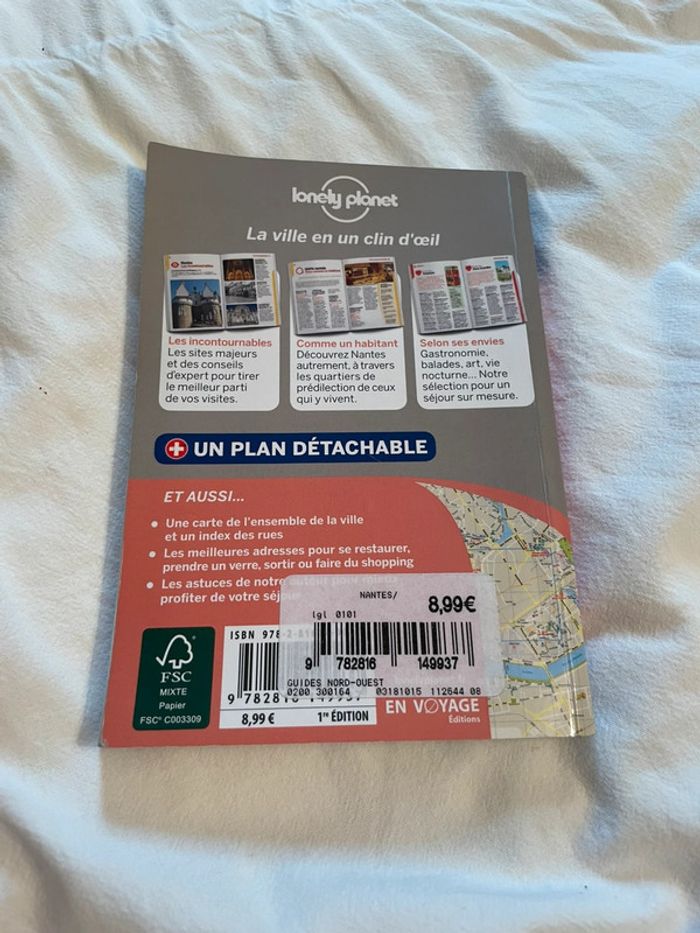 lonely planet
La ville en un clin d'œil
Les incontournables
Les sites majeurs
et des conseils
d'expert pour tirer
le meilleur parti
de vos visites.
Comme un habitant
Découvrez Nantes
autrement, à travers
les quartiers de
prédilection de ceux
qui y vivent.
Selon ses envies
Gastronomie,
balades, art, vie
nocturne... Notre
sélection pour un
séjour sur mesure.
UN PLAN DÉTACHABLE
ET AUSSI...
• Une carte de l'ensemble de la ville
et un index des rues
• Les meilleures adresses pour se restaurer,
prendre un verre, sortir ou faire du shopping
• Les astuces de notre auteur pour mieux
profiter de votre séjour
NANTES/
8,99€
lgl 0101
9 782816 149937
GUIDES NORD-OUEST
0200 300164 03181015 112644 08
FSC
MIXTE
Papier
FSC® C003309
ISBN 978-2-81
9 782816 149937
8,99 €
1re ÉDITION
EN VOYAGE
Éditions